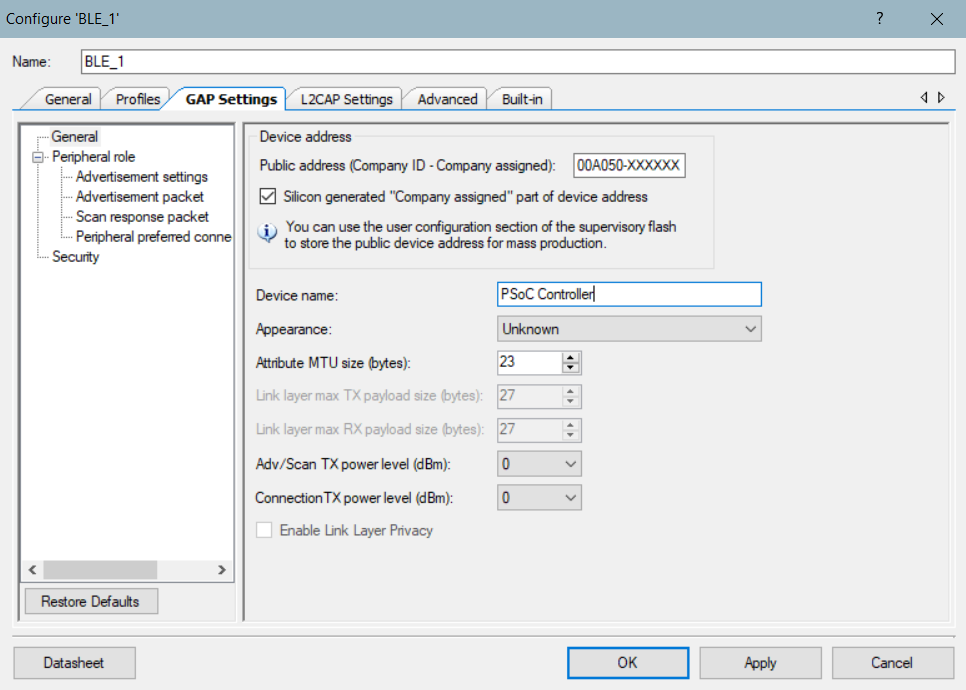 Configure 'BLE_1'
?
Name:
BLE_1
General
Profiles
GAP Settings
L2CAP Settings
Advanced
Built-in
General
Peripheral role
Advertisement settings
Advertisement packet
Scan response packet
Peripheral preferred conne
Security
Restore Defaults
Device address
Public address (Company ID - Company assigned):
00A050-XXXXXX
Silicon generated "Company assigned" part of device address
You can use the user configuration section of the supervisory flash
to store the public device address for mass production.
Device name:
PSoC Controller
Appearance:
Unknown
Attribute MTU size (bytes):
23
Link layer max TX payload size (bytes):
27
Link layer max RX payload size (bytes):
27
Adv/Scan TX power level (dBm):
0
ConnectionTX power level (dBm):
0
Enable Link Layer Privacy
Datasheet
OK
Apply
Cancel